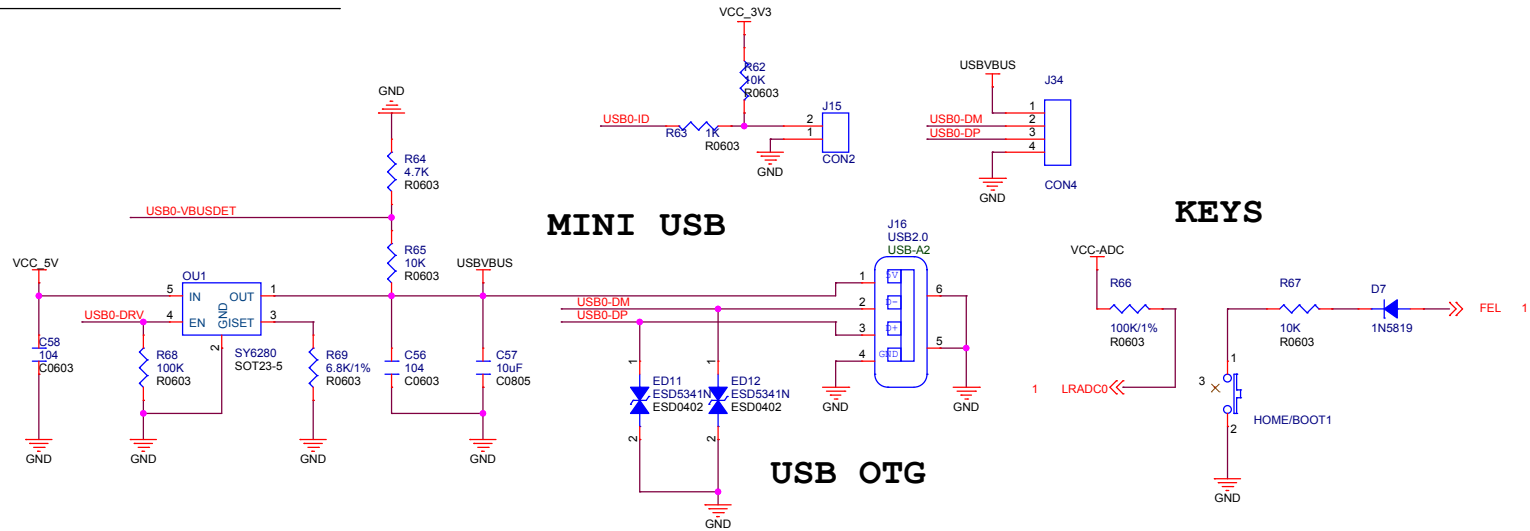 VCC_3V3
R62
10K
R0603
USB0-ID
R63
1K
R0603
J15
2
1
CON2
GND
USBVBUS
J34
1
USB0-DM
2
USB0-DP
3
4
CON4
GND
GND
R64
4.7K
R0603
USB0-VBUSDET
R65
10K
R0603
MINI USB
KEYS
VCC_5V
OU1
5
IN
OUT
1
USB0-DRV
4
EN
GND
ISET
3
2
SY6280
SOT23-5
C58
104
C0603
R68
100K
R0603
R69
6.8K/1%
R0603
USBVBUS
C56
104
C0603
C57
10uF
C0805
GND
GND
GND
GND
J16
USB2.0
USB-A2
1
5V
6
USB0-DM
2
D-
USB0-DP
3
D+
4
GND
5
GND
GND
1
ED11
ESD5341N
ESD0402
2
1
ED12
ESD5341N
ESD0402
2
GND
USB OTG
VCC-ADC
R66
100K/1%
R0603
1
LRADC0
R67
10K
R0603
D7
1N5819
FEL
1
1
3
2
HOME/BOOT1
GND